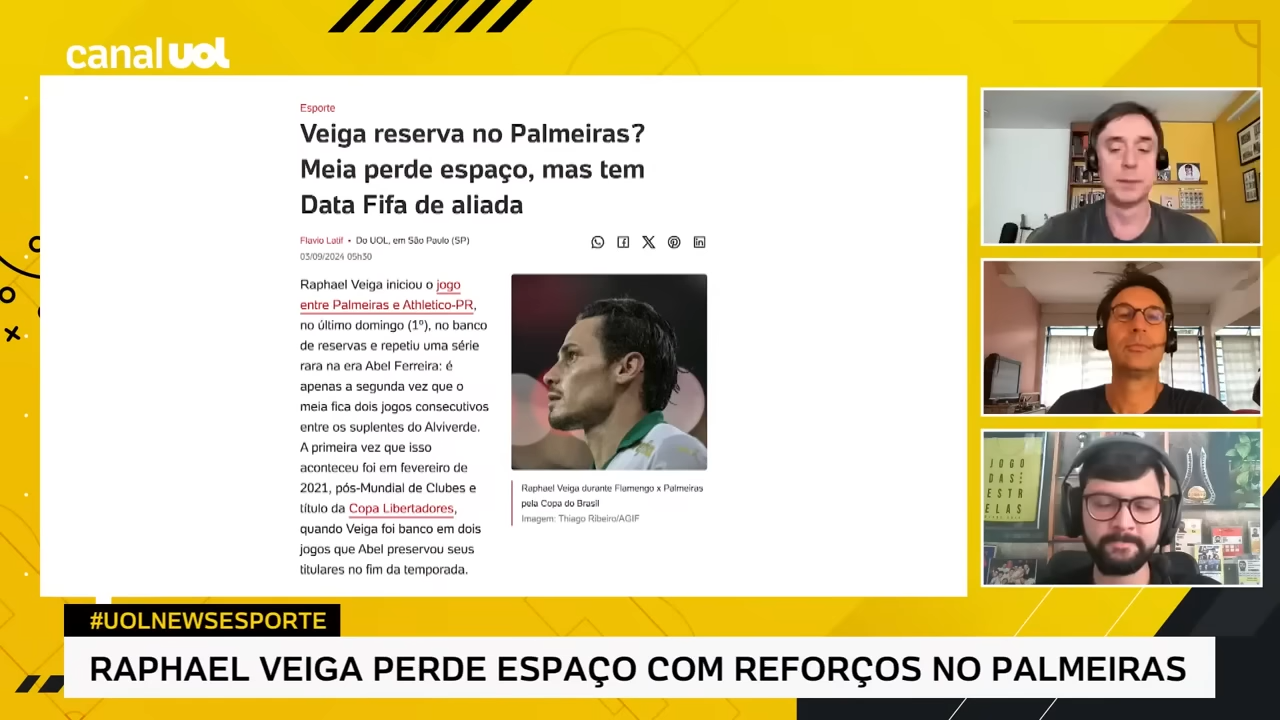 canal uol
Esporte
Veiga reserva no Palmeiras?
Meia perde espaço, mas tem
Data Fifa de aliada
Flavio Latif • Do UOL, em São Paulo (SP)
03/09/2024 05h30
Raphael Veiga iniciou o jogo
entre Palmeiras e Athletico-PR,
no último domingo (1º), no banco
de reservas e repetiu uma série
rara na era Abel Ferreira: é
apenas a segunda vez que o
meia fica dois jogos consecutivos
entre os suplentes do Alviverde.
A primeira vez que isso
aconteceu foi em fevereiro de
2021, pós-Mundial de Clubes e
título da Copa Libertadores,
quando Veiga foi banco em dois
jogos que Abel preservou seus
titulares no fim da temporada.
Raphael Veiga durante Flamengo x Palmeiras
pela Copa do Brasil
Imagem: Thiago Ribeiro/AGIF
JOGO
DAS
ESTR
ELAS
#UOLNEWSESPORTE
RAPHAEL VEIGA PERDE ESPAÇO COM REFORÇOS NO PALMEIRAS